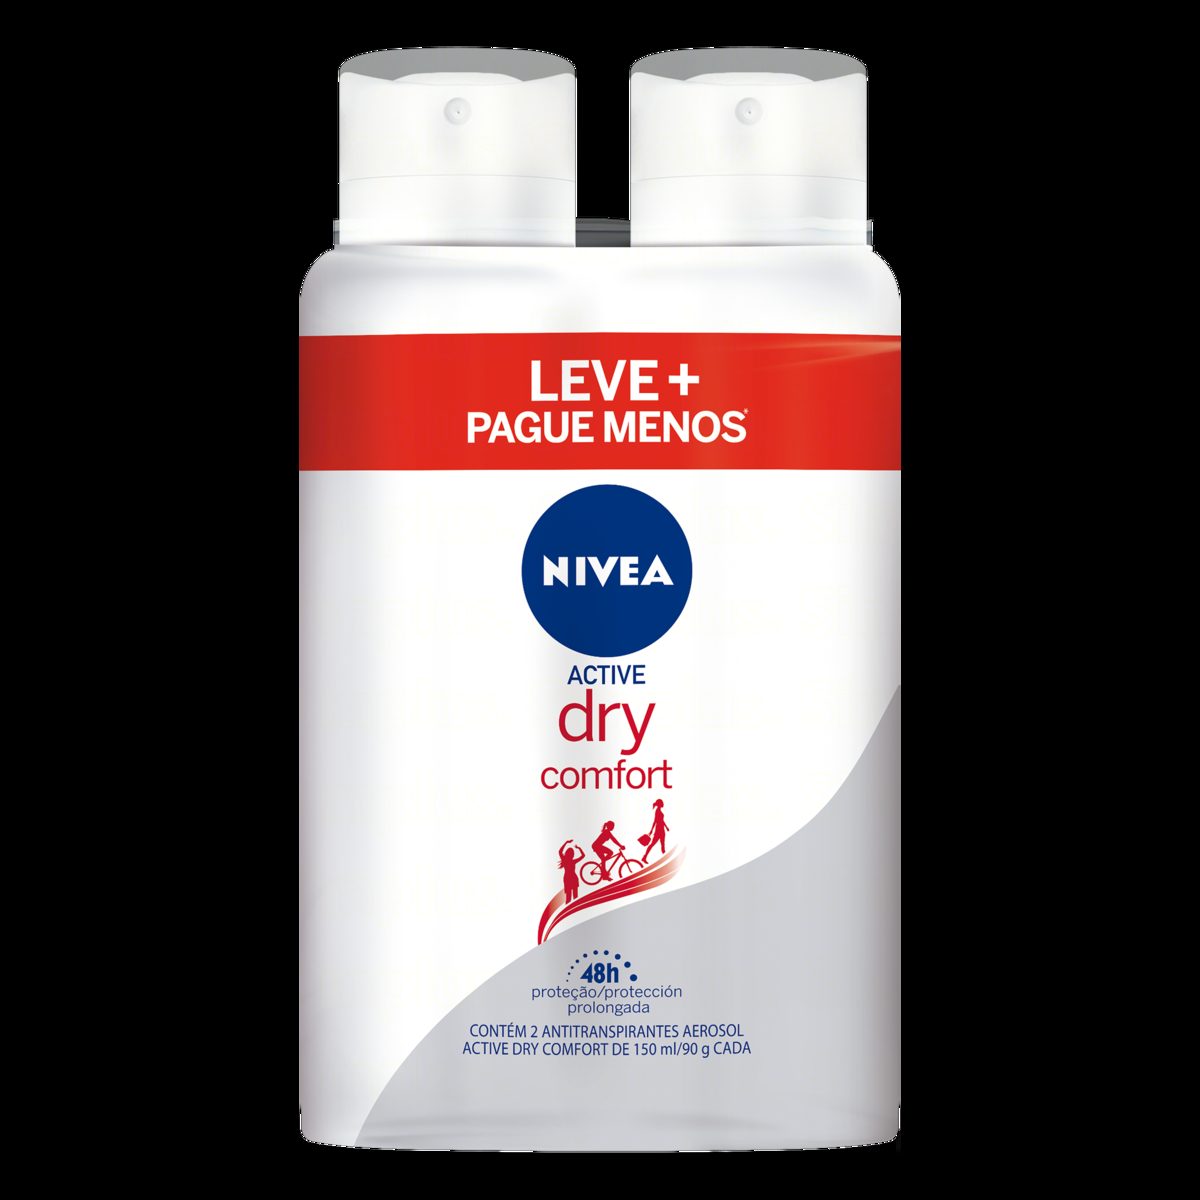 LEVE +
PAGUE MENOS*
NIVEA
ACTIVE
dry
comfort
48h
proteção/protección
prolongada
CONTÉM 2 ANTITRANSPIRANTES AEROSOL
ACTIVE DRY COMFORT DE 150 ml/90 g CADA